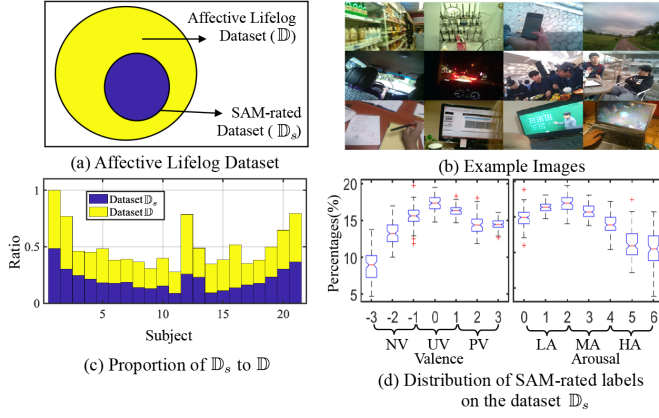 Affective Lifelog
Dataset (𝔻)
SAM-rated
Dataset (𝔻ₛ)
(a) Affective Lifelog Dataset
(b) Example Images
1
0.5
0
Ratio
Dataset 𝔻ₛ
Dataset 𝔻
5 10 15 20
Subject
(c) Proportion of 𝔻ₛ to 𝔻
20
15
10
5
Percentages(%)
-3 -2 -1 0 1 2 3
NV UV PV
Valence
0 1 2 3 4 5 6
LA MA HA
Arousal
(d) Distribution of SAM-rated labels
on the dataset 𝔻ₛ